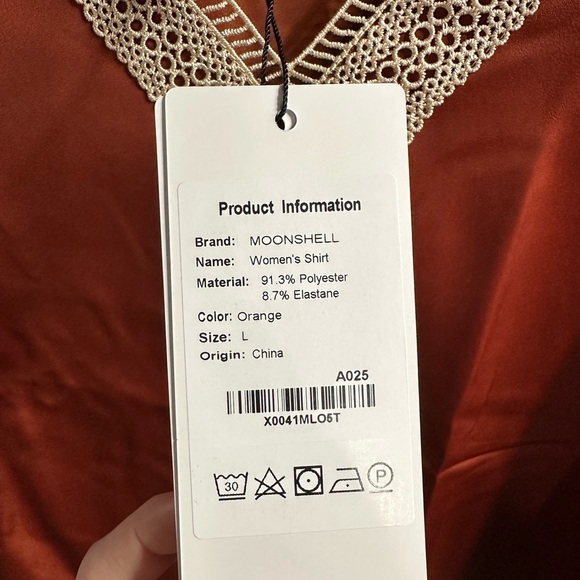 Product Information
Brand: MOONSHELL
Name: Women's Shirt
Material: 91.3% Polyester
8.7% Elastane
Color: Orange
Size: L
Origin: China
A025
X0041MLO5T
30
P